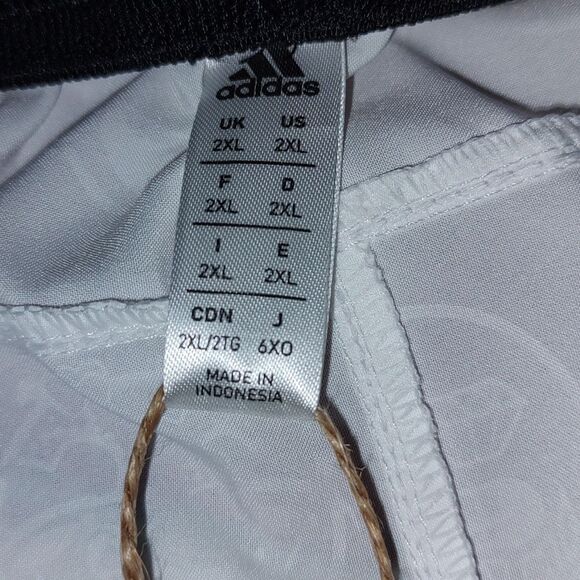 adidas
UK US
2XL 2XL
F D
2XL 2XL
I E
2XL 2XL
CDN J
2XL/2TG 6XO
MADE IN
INDONESIA